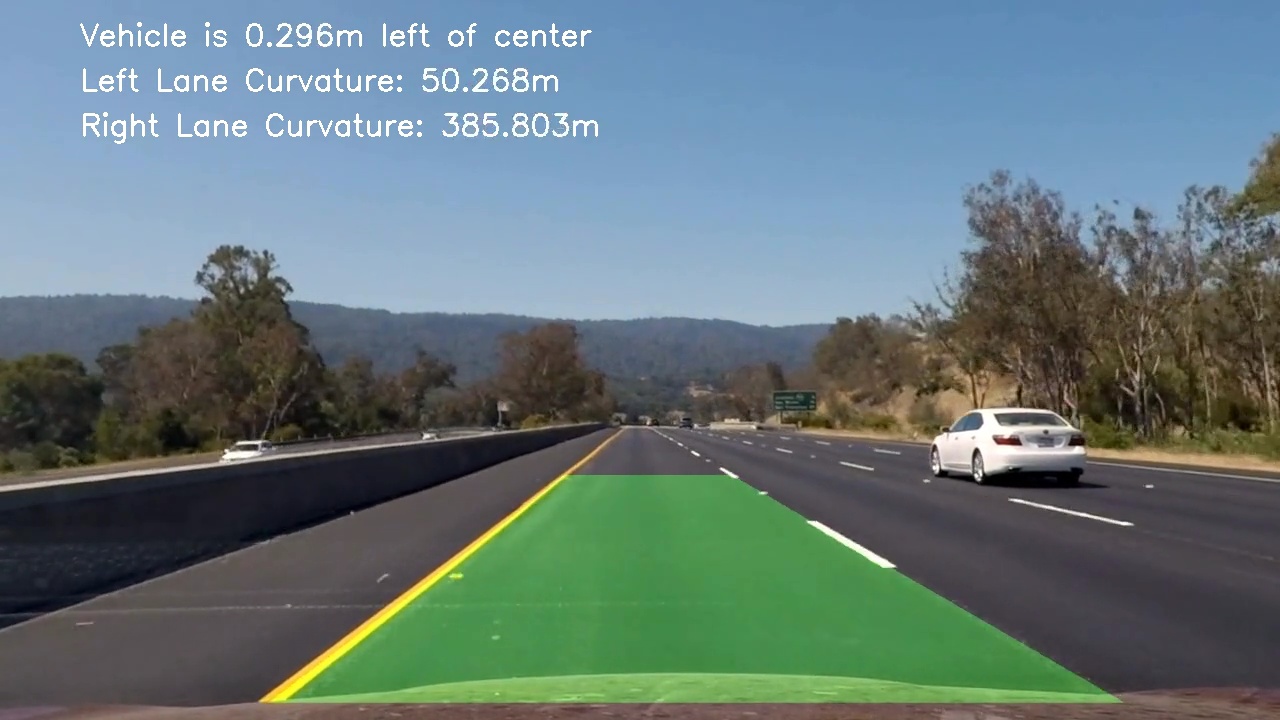 Vehicle is 0.296m left of center
Left Lane Curvature: 50.268m
Right Lane Curvature: 385.803m